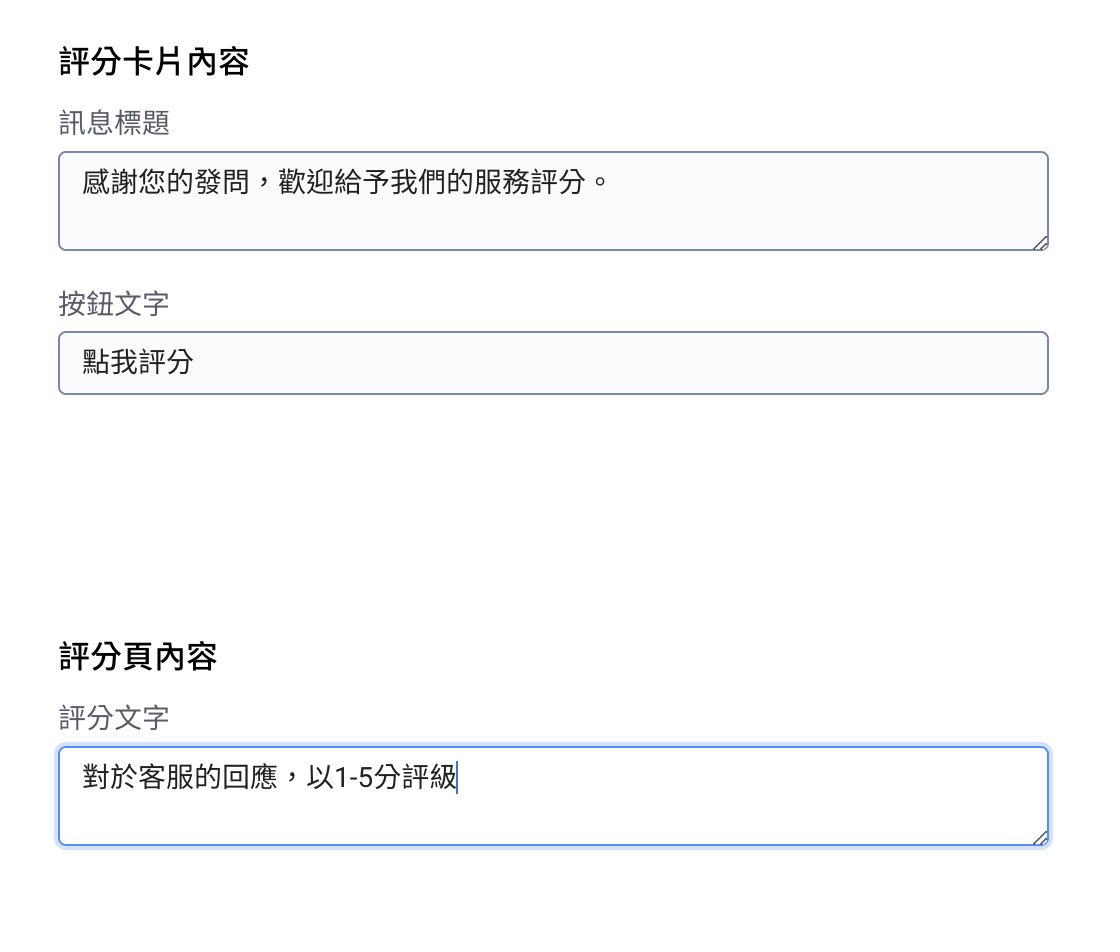 評分卡片內容
訊息標題
感謝您的發問，歡迎給予我們的服務評分。
按鈕文字
點我評分
評分頁內容
評分文字
對於客服的回應，以1-5分評級